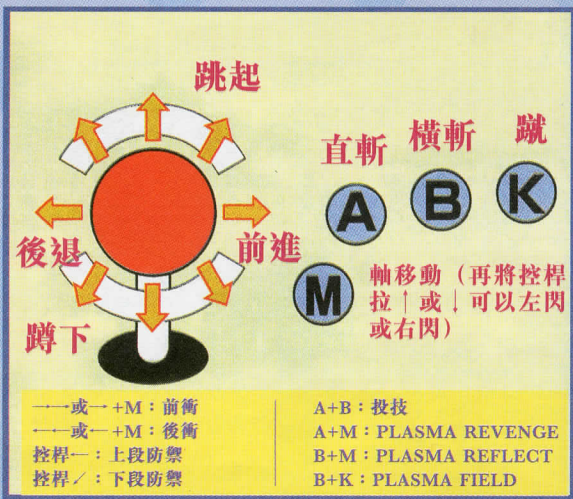 跳起
後退
前進
蹲下
直斬
橫斬
蹴
A
B
K
M
軸移動（再將控桿
拉↑或↓可以左閃
或右閃）
→→或→+M：前衝
←←或←+M：後衝
控桿←：上段防禦
控桿↙：下段防禦
A+B：投技
A+M：PLASMA REVENGE
B+M：PLASMA REFLECT
B+K：PLASMA FIELD